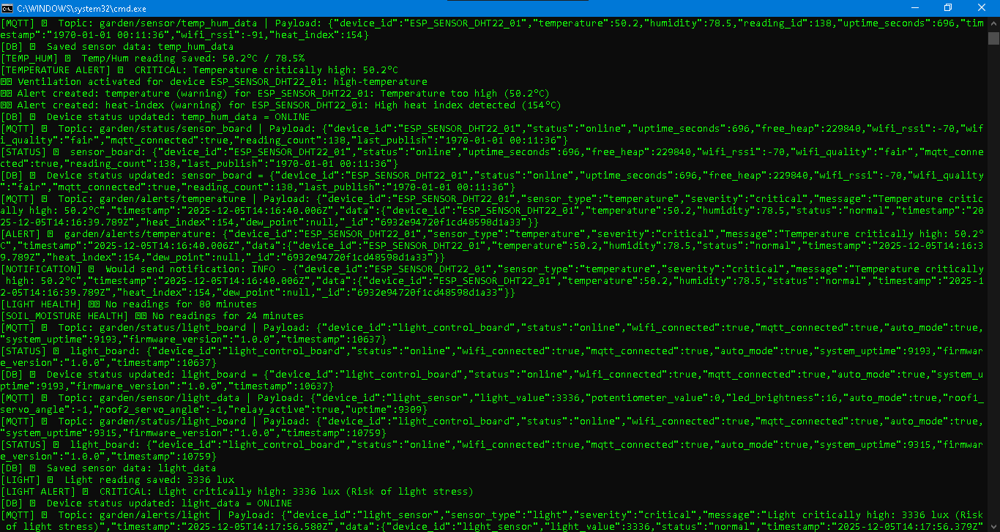 C:\WINDOWS\system32\cmd.exe
[MQTT] Topic: garden/sensor/temp_hum_data | Payload: {"device_id":"ESP_SENSOR_DHT22_01","temperature":50.2,"humidity":78.5,"reading_id":138,"uptime_seconds":696,"tim
estamp":"1970-01-01 00:11:36","wifi_rssi":-91,"heat_index":154}
[DB] Saved sensor data: temp_hum_data
[TEMP_HUM] Temp/Hum reading saved: 50.2°C / 78.5%
[TEMPERATURE ALERT] CRITICAL: Temperature critically high: 50.2°C
Ventilation activated for device ESP_SENSOR_DHT22_01: high-temperature
Alert created: temperature (warning) for ESP_SENSOR_DHT22_01: Temperature too high (50.2°C)
Alert created: heat-index (warning) for ESP_SENSOR_DHT22_01: High heat index detected (154°C)
[DB] Device status updated: temp_hum_data = ONLINE
[MQTT] Topic: garden/status/sensor_board | Payload: {"device_id":"ESP_SENSOR_DHT22_01","status":"online","uptime_seconds":696,"free_heap":229840,"wifi_rssi":-70,"wif
i_quality":"fair","mqtt_connected":true,"reading_count":138,"last_publish":"1970-01-01 00:11:36"}
[STATUS] sensor_board: {"device_id":"ESP_SENSOR_DHT22_01","status":"online","uptime_seconds":696,"free_heap":229840,"wifi_rssi":-70,"wifi_quality":"fair","mqtt_conne
cted":true,"reading_count":138,"last_publish":"1970-01-01 00:11:36"}
[DB] Device status updated: sensor_board = {"device_id":"ESP_SENSOR_DHT22_01","status":"online","uptime_seconds":696,"free_heap":229840,"wifi_rssi":-70,"wifi_quality
":"fair","mqtt_connected":true,"reading_count":138,"last_publish":"1970-01-01 00:11:36"}
[MQTT] Topic: garden/alerts/temperature | Payload: {"device_id":"ESP_SENSOR_DHT22_01","sensor_type":"temperature","severity":"critical","message":"Temperature critic
ally high: 50.2°C","timestamp":"2025-12-05T14:16:40.006Z","data":{"device_id":"ESP_SENSOR_DHT22_01","temperature":50.2,"humidity":78.5,"status":"normal","timestamp":"20
25-12-05T14:16:39.789Z","heat_index":154,"dew_point":null,"_id":"6932e94720f1cd48598d1a33"}}
[ALERT] garden/alerts/temperature: {"device_id":"ESP_SENSOR_DHT22_01","sensor_type":"temperature","severity":"critical","message":"Temperature critically high: 50.2°
C","timestamp":"2025-12-05T14:16:40.006Z","data":{"device_id":"ESP_SENSOR_DHT22_01","temperature":50.2,"humidity":78.5,"status":"normal","timestamp":"2025-12-05T14:16:3
9.789Z","heat_index":154,"dew_point":null,"_id":"6932e94720f1cd48598d1a33"}}
[NOTIFICATION] Would send notification: INFO - {"device_id":"ESP_SENSOR_DHT22_01","sensor_type":"temperature","severity":"critical","message":"Temperature critically
high: 50.2°C","timestamp":"2025-12-05T14:16:40.006Z","data":{"device_id":"ESP_SENSOR_DHT22_01","temperature":50.2,"humidity":78.5,"status":"normal","timestamp":"2025-1
2-05T14:16:39.789Z","heat_index":154,"dew_point":null,"_id":"6932e94720f1cd48598d1a33"}}
[LIGHT HEALTH] No readings for 80 minutes
[SOIL_MOISTURE HEALTH] No readings for 24 minutes
[MQTT] Topic: garden/status/light_board | Payload: {"device_id":"light_control_board","status":"online","wifi_connected":true,"mqtt_connected":true,"auto_mode":true,
"system_uptime":9193,"firmware_version":"1.0.0","timestamp":10637}
[STATUS] light_board: {"device_id":"light_control_board","status":"online","wifi_connected":true,"mqtt_connected":true,"auto_mode":true,"system_uptime":9193,"firmwar
e_version":"1.0.0","timestamp":10637}
[DB] Device status updated: light_board = {"device_id":"light_control_board","status":"online","wifi_connected":true,"mqtt_connected":true,"auto_mode":true,"system_u
ptime":9193,"firmware_version":"1.0.0","timestamp":10637}
[MQTT] Topic: garden/sensor/light_data | Payload: {"device_id":"light_sensor","light_value":3336,"potentiometer_value":0,"led_brightness":16,"auto_mode":true,"roof1_
servo_angle":-1,"roof2_servo_angle":-1,"relay_active":true,"uptime":9309}
[MQTT] Topic: garden/status/light_board | Payload: {"device_id":"light_control_board","status":"online","wifi_connected":true,"mqtt_connected":true,"auto_mode":true,
"system_uptime":9315,"firmware_version":"1.0.0","timestamp":10759}
[STATUS] light_board: {"device_id":"light_control_board","status":"online","wifi_connected":true,"mqtt_connected":true,"auto_mode":true,"system_uptime":9315,"firmwar
e_version":"1.0.0","timestamp":10759}
[DB] Saved sensor data: light_data
[LIGHT] Light reading saved: 3336 lux
[LIGHT ALERT] CRITICAL: Light critically high: 3336 lux (Risk of light stress)
[DB] Device status updated: light_data = ONLINE
[MQTT] Topic: garden/alerts/light | Payload: {"device_id":"light_sensor","sensor_type":"light","severity":"critical","message":"Light critically high: 3336 lux (Risk
of light stress)","timestamp":"2025-12-05T14:17:56.580Z","data":{"device_id":"light_sensor","light_value":3336,"status":"normal","timestamp":"2025-12-05T14:17:56.379Z"